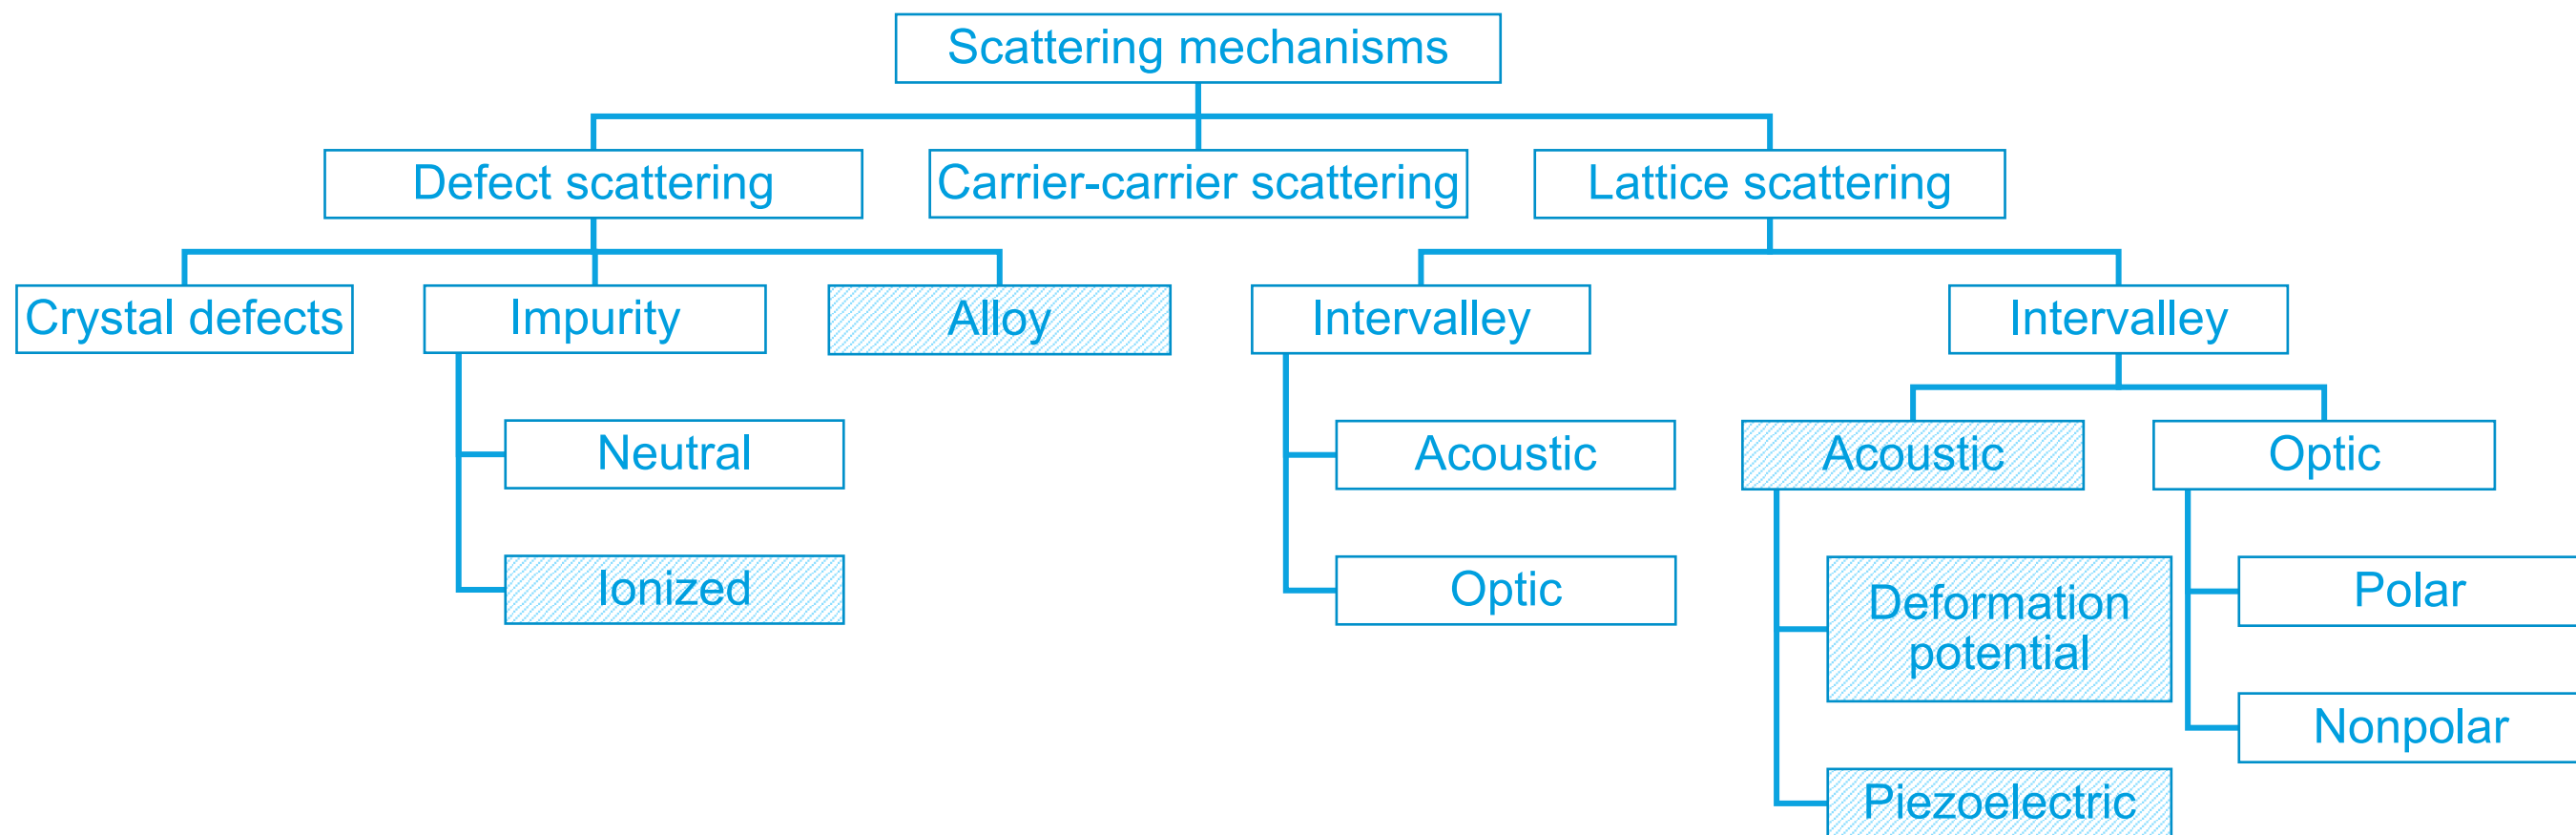 Scattering mechanisms
Defect scattering
Carrier-carrier scattering
Lattice scattering
Crystal defects
Impurity
Alloy
Intervalley
Intervalley
Neutral
Acoustic
Acoustic
Optic
Ionized
Optic
Deformation
potential
Polar
Nonpolar
Piezoelectric